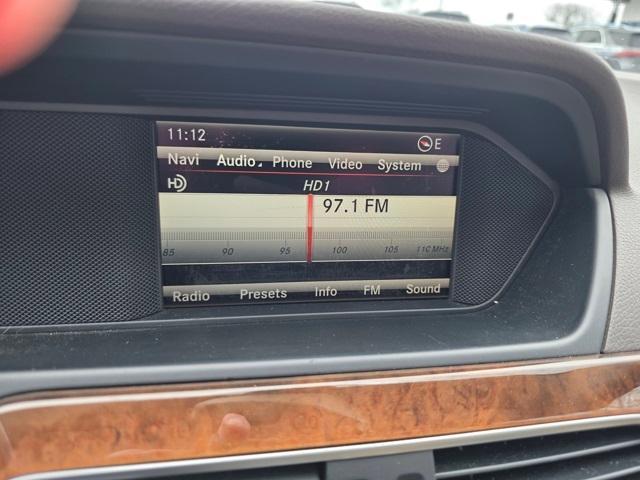 11:12 E
Navi Audio Phone Video System
HD HD1
97.1 FM
85 90 95 100 105 110 MHz
Radio Presets Info FM Sound